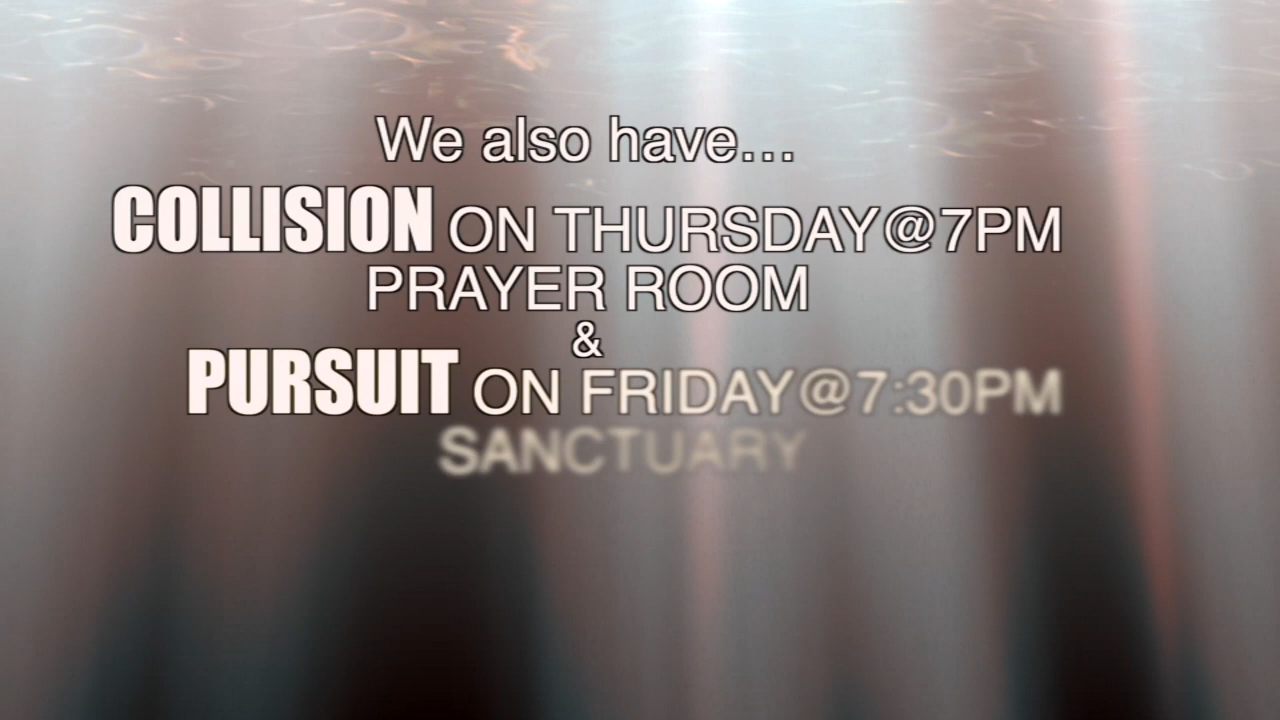 We also have...
COLLISION ON THURSDAY@7PM
PRAYER ROOM
&
PURSUIT ON FRIDAY@7:30PM
SANCTUARY